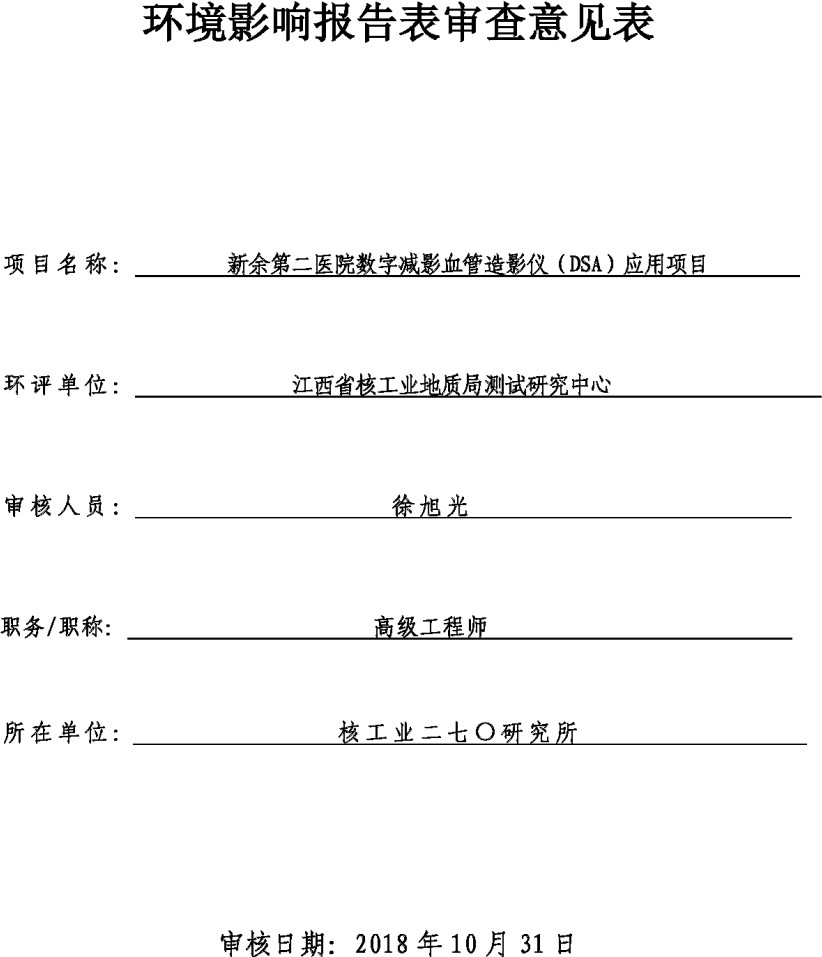 环境影响报告表审查意见表
项目名称：新余第二医院数字减影血管造影仪（DSA）应用项目
环评单位：江西省核工业地质局测试研究中心
审核人员：徐旭光
职务/职称：高级工程师
所在单位：核工业二七〇研究所
审核日期：2018年10月31日